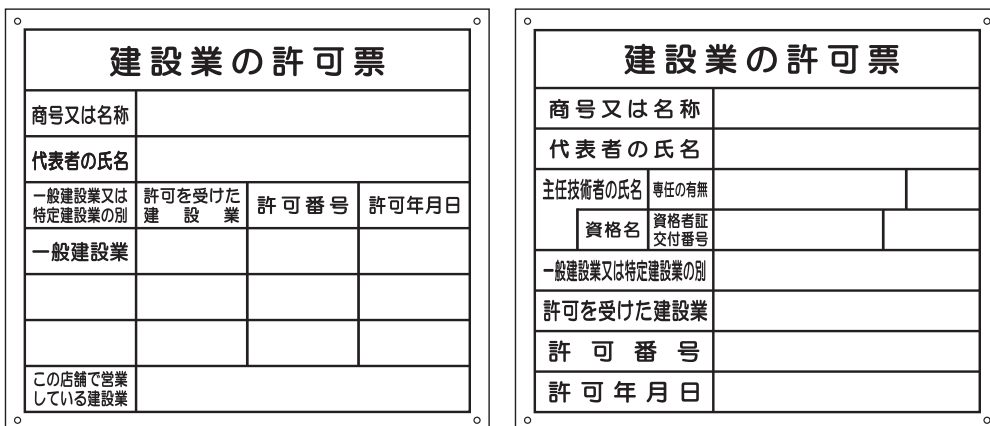 建設業の許可票
商号又は名称
代表者の氏名
一般建設業又は
特定建設業の別
許可を受けた
建設業
許可番号
許可年月日
一般建設業
この店舗で営業
している建設業
建設業の許可票
商号又は名称
代表者の氏名
主任技術者の氏名
専任の有無
資格名
資格者証
交付番号
一般建設業又は特定建設業の別
許可を受けた建設業
許可番号
許可年月日